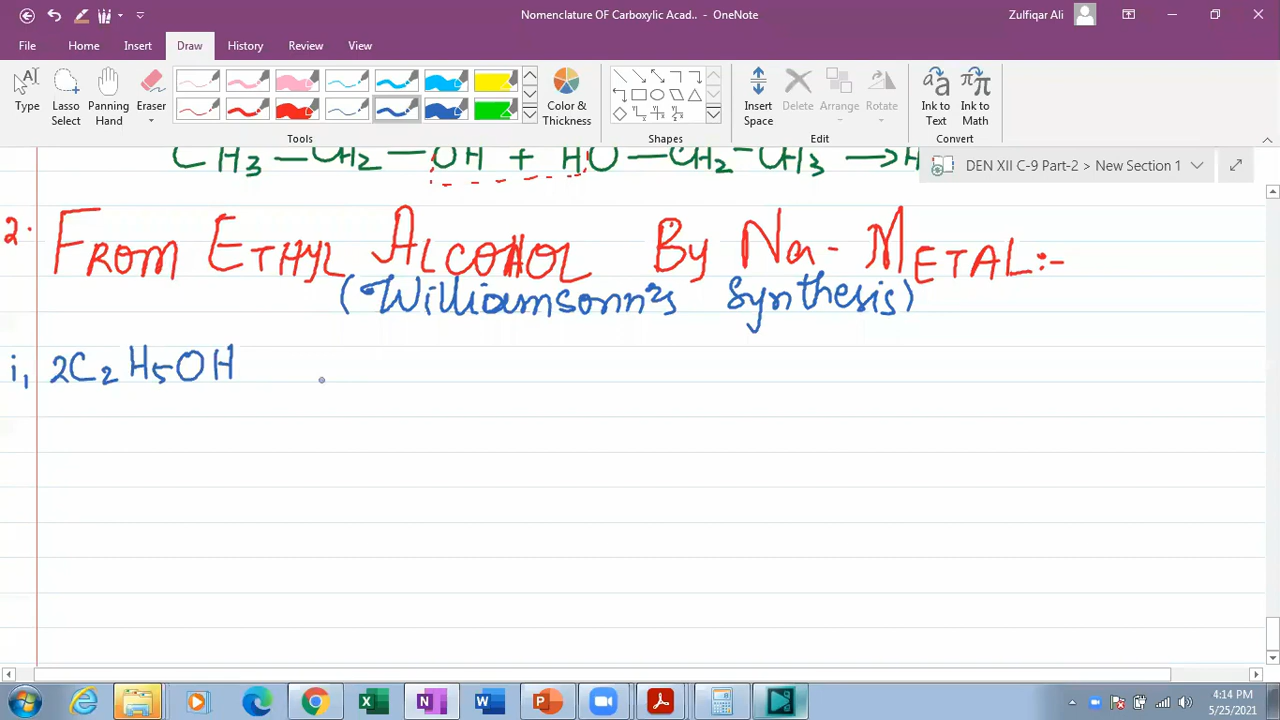 Nomenclature OF Carboxylic Acad.. - OneNote
Zulfiqar Ali
File Home Insert Draw History Review View
Type
Lasso Select
Panning Hand
Eraser
Color & Thickness
Insert Space
Delete
Arrange
Rotate
Ink to Text
Ink to Math
Tools
Shapes
Edit
Convert
CH3 — CH2 — OH + HO — CH2 - CH3 → H
DEN XII C-9 Part-2 > New Section 1
2. FROM ETHYL ALCOHOL By Na - METAL :-
(Williamsonn's Synthesis)
i, 2C2H5OH
4:14 PM
5/25/2021